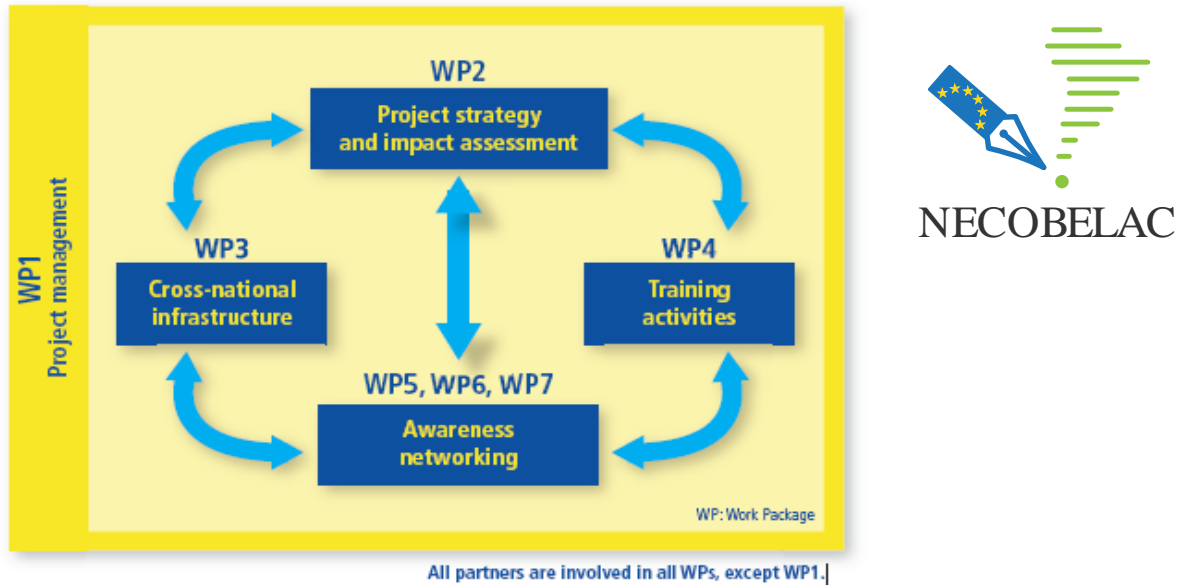 WP1
Project management
WP2
Project strategy
and impact assessment
WP3
Cross-national
infrastructure
WP4
Training
activities
WP5, WP6, WP7
Awareness
networking
WP: Work Package
All partners are involved in all WPs, except WP1.
NECOBELAC